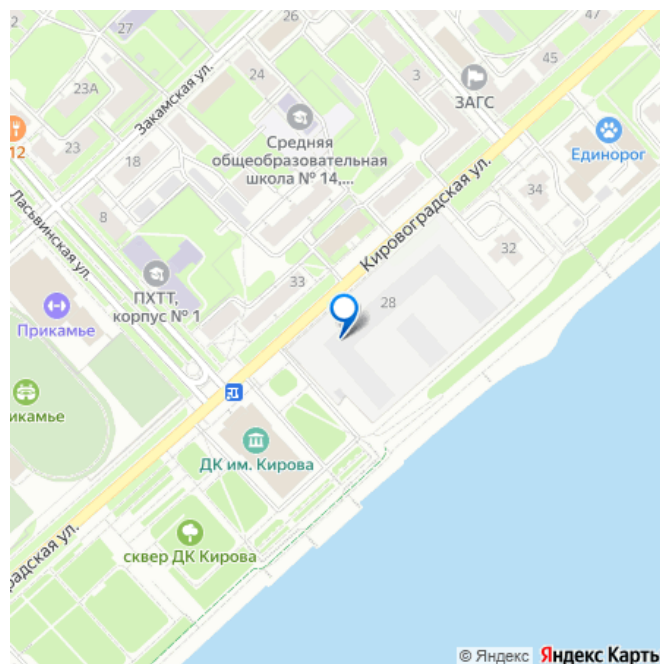 26
47
27
45
23А
24
3
ЗАГС
Закамская ул.
12
23
18
Средняя
общеобразовательная
школа № 14,...
Единорог
Кировоградская ул.
34
Ласьвинская ул.
8
32
ПХТТ,
корпус № 1
33
28
Прикамье
икамье
ДК им. Кирова
сквер ДК Кирова
радская ул.
© Яндекс Яндекс Карть